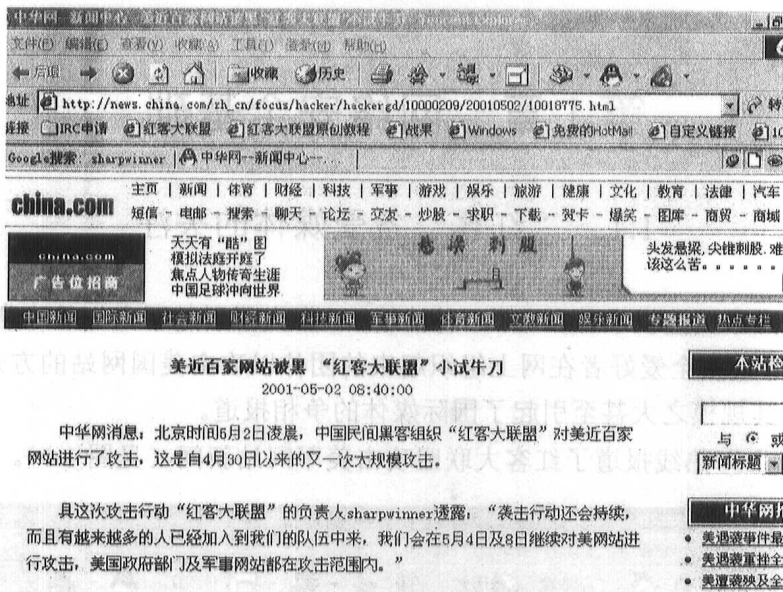 中华网 新闻中心 美近百家网站被黑“红客大联盟”小试牛刀
文件(F) 编辑(E) 查看(V) 收藏(A) 工具(T) 帮助(H)
后退 收藏 历史
地址 http://news.china.com/zh_cn/focus/hacker/hackergd/10000209/20010502/10018775.html 转
链接 IRC申请 红客大联盟 红客大联盟原创教程 战果 Windows 免费的HotMail 自定义链接
Google搜索: sharpwinner 中华网--新闻中心--...
china.com
主页 | 新闻 | 体育 | 财经 | 科技 | 军事 | 游戏 | 娱乐 | 旅游 | 健康 | 文化 | 教育 | 法律 | 汽车
短信 - 电邮 - 搜索 - 聊天 - 论坛 - 交友 - 炒股 - 求职 - 下载 - 贺卡 - 爆笑 - 图库 - 商贸 - 商城
china.com
广告位招商
天天有“酷”图
模拟法庭开庭了
焦点人物传奇生涯
中国足球冲向世界
悬梁刺股
头发悬梁,尖锥刺股.难
该这么苦。。。。。。
中国新闻 国际新闻 社会新闻 财经新闻 科技新闻 军事新闻 体育新闻 文教新闻 娱乐新闻 专题报道 热点专栏
美近百家网站被黑 “红客大联盟”小试牛刀
2001-05-02 08:40:00
中华网消息：北京时间5月2日凌晨，中国民间黑客组织“红客大联盟”对美近百家
网站进行了攻击，这是自4月30日以来的又一次大规模攻击。
具这次攻击行动“红客大联盟”的负责人sharpwinner透露，“袭击行动还会持续，
而且有越来越多的人已经加入到我们的队伍中来，我们会在5月4日及8日继续对美网站进
行攻击，美国政府部门及军事网站都在攻击范围内。”
本站检
与 或
新闻标题
中华网报
美遇袭事件最
美遇袭重挫全
美遭袭殃及全